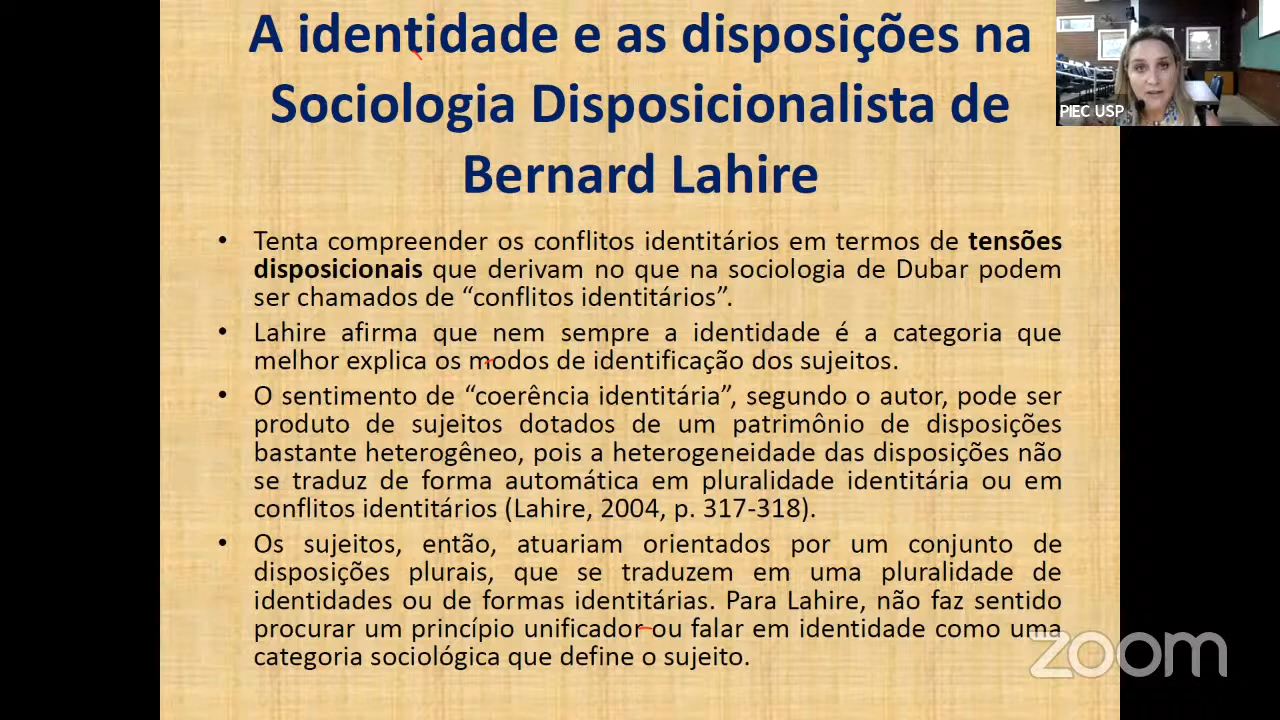 A identidade e as disposições na
Sociologia Disposicionalista de
Bernard Lahire
PIEC USP
• Tenta compreender os conflitos identitários em termos de tensões
disposicionais que derivam no que na sociologia de Dubar podem
ser chamados de “conflitos identitários”.
• Lahire afirma que nem sempre a identidade é a categoria que
melhor explica os modos de identificação dos sujeitos.
• O sentimento de “coerência identitária”, segundo o autor, pode ser
produto de sujeitos dotados de um patrimônio de disposições
bastante heterogêneo, pois a heterogeneidade das disposições não
se traduz de forma automática em pluralidade identitária ou em
conflitos identitários (Lahire, 2004, p. 317-318).
• Os sujeitos, então, atuariam orientados por um conjunto de
disposições plurais, que se traduzem em uma pluralidade de
identidades ou de formas identitárias. Para Lahire, não faz sentido
procurar um princípio unificador ou falar em identidade como uma
categoria sociológica que define o sujeito.
zoom